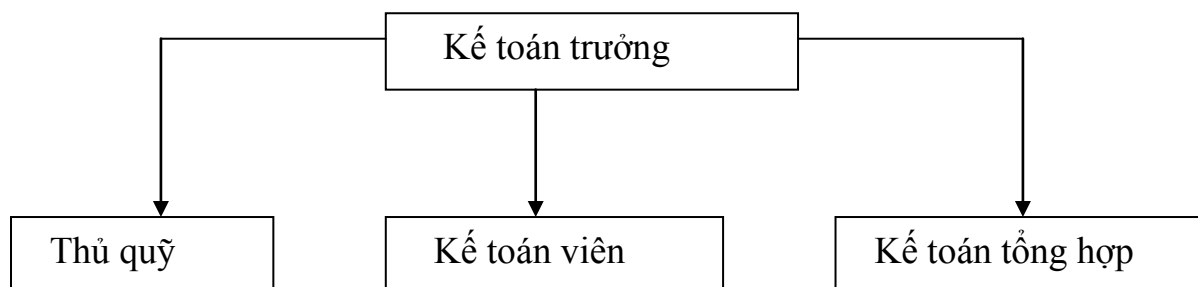 Kế toán trưởng
Thủ quỹ
Kế toán viên
Kế toán tổng hợp